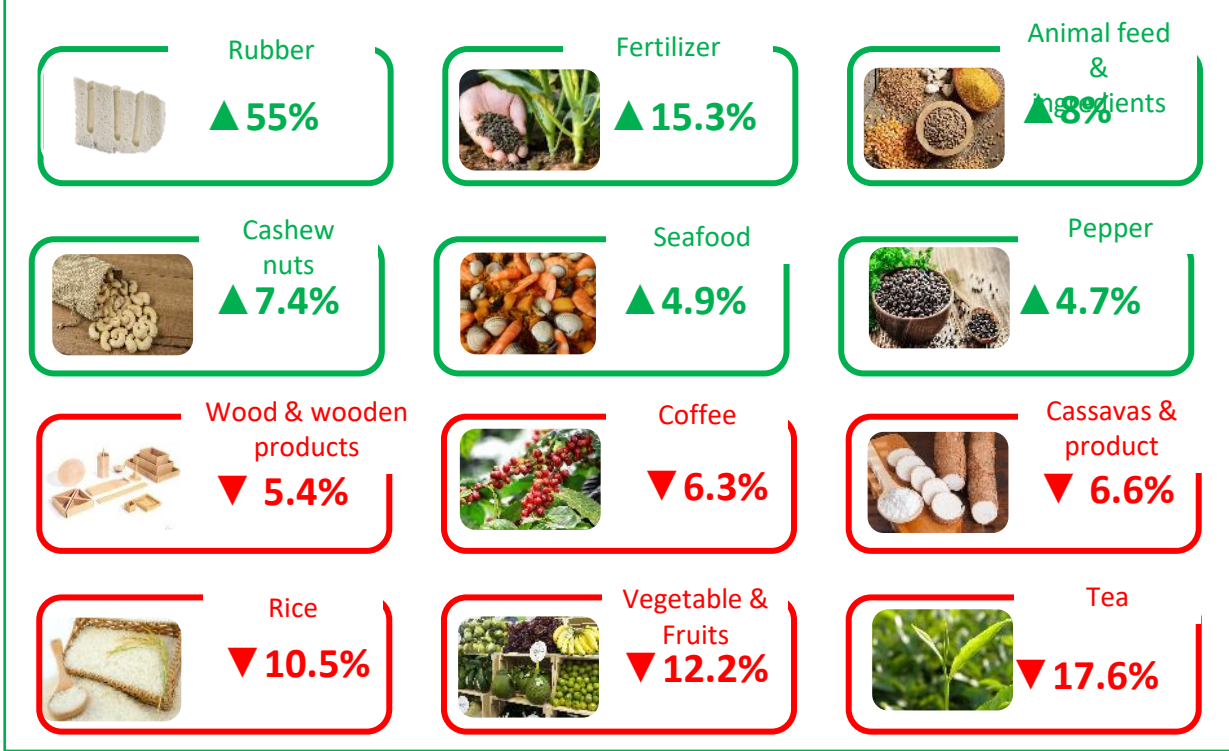 Rubber
▲55%
Fertilizer
▲15.3%
Animal feed
&
ingredients
▲8%
Cashew
nuts
▲7.4%
Seafood
▲4.9%
Pepper
▲4.7%
Wood & wooden
products
▼ 5.4%
Coffee
▼6.3%
Cassavas &
product
▼ 6.6%
Rice
▼10.5%
Vegetable &
Fruits
▼12.2%
Tea
▼17.6%